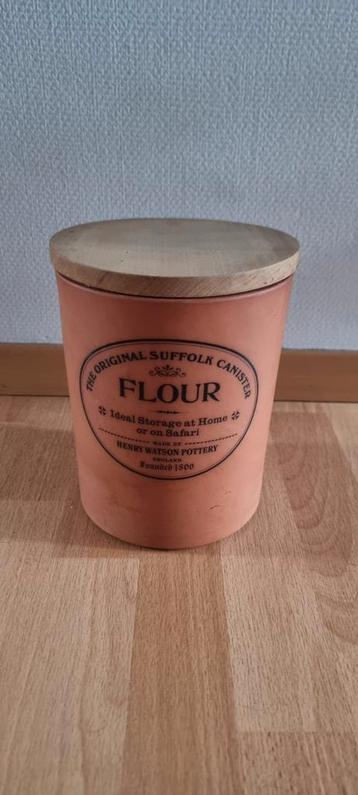 THE ORIGINAL SUFFOLK CANISTER
FLOUR
Ideal Storage at Home
or on Safari
MADE BY
HENRY WATSON POTTERY
ENGLAND
Founded 1800